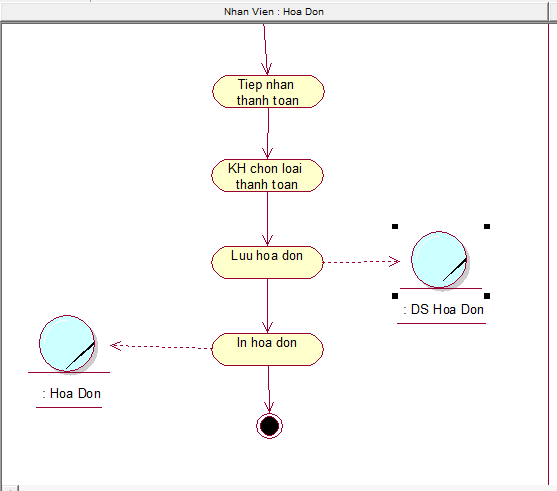 Nhan Vien : Hoa Don
Tiep nhan
thanh toan
KH chon loai
thanh toan
Luu hoa don
: DS Hoa Don
In hoa don
: Hoa Don